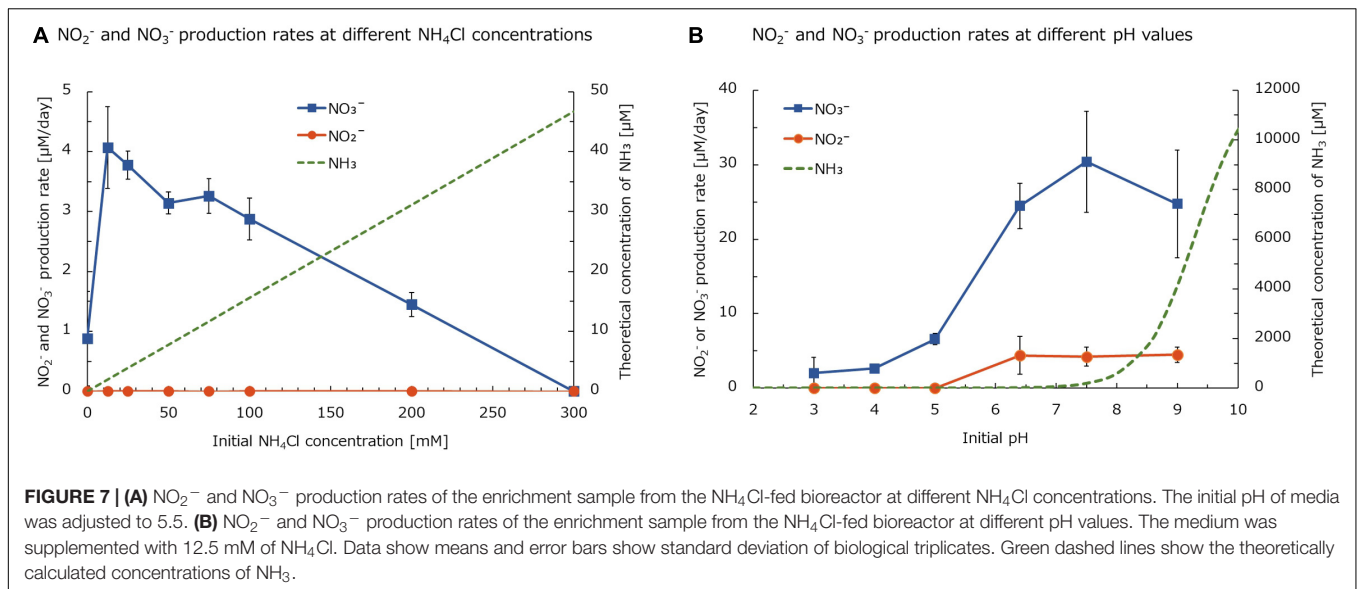 A NO₂⁻ and NO₃⁻ production rates at different NH₄Cl concentrations
NO₂⁻ and NO₃⁻ production rate [µM/day]
5
4
3
2
1
0
NO₃⁻
NO₂⁻
NH₃
50
40
30
20
10
0
Theoretical concentration of NH₃ [µM]
0 50 100 150 200 250 300
Initial NH₄Cl concentration [mM]
B NO₂⁻ and NO₃⁻ production rates at different pH values
NO₂⁻ or NO₃⁻ production rate [µM/day]
40
30
20
10
0
NO₃⁻
NO₂⁻
NH₃
12000
10000
8000
6000
4000
2000
0
Theoretical concentration of NH₃ [µM]
2 3 4 5 6 7 8 9 10
Initial pH
FIGURE 7 | (A) NO₂⁻ and NO₃⁻ production rates of the enrichment sample from the NH₄Cl-fed bioreactor at different NH₄Cl concentrations. The initial pH of media
was adjusted to 5.5. (B) NO₂⁻ and NO₃⁻ production rates of the enrichment sample from the NH₄Cl-fed bioreactor at different pH values. The medium was
supplemented with 12.5 mM of NH₄Cl. Data show means and error bars show standard deviation of biological triplicates. Green dashed lines show the theoretically
calculated concentrations of NH₃.